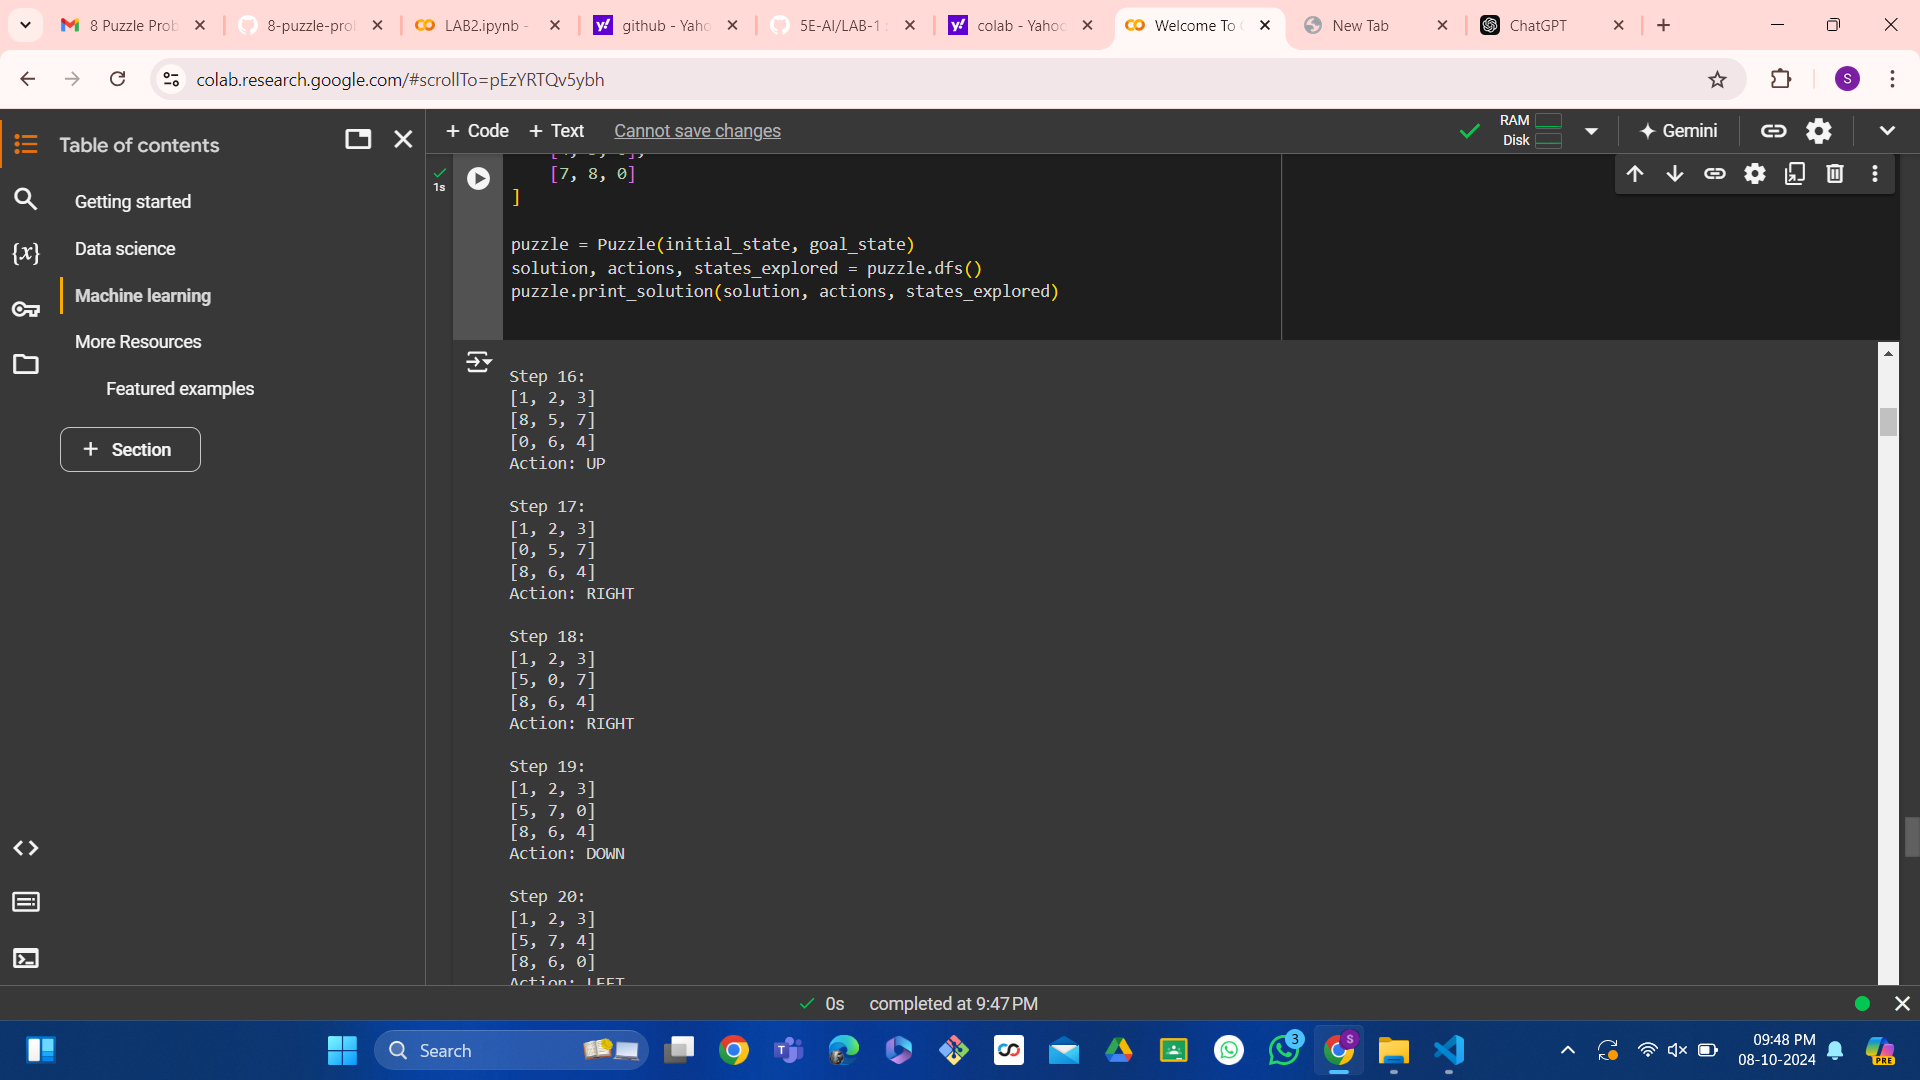 8 Puzzle Prob
8-puzzle-pro
LAB2.ipynb -
github - Yaho
5E-AI/LAB-1
colab - Yahoo
Welcome To
New Tab
ChatGPT
colab.research.google.com/#scrollTo=pEzYRTQv5ybh
S
Table of contents
+ Code + Text Cannot save changes
RAM
Disk
Gemini
Getting started
Data science
Machine learning
More Resources
Featured examples
+ Section
{x}
1s
[7, 8, 0]
]
puzzle = Puzzle(initial_state, goal_state)
solution, actions, states_explored = puzzle.dfs()
puzzle.print_solution(solution, actions, states_explored)
Step 16:
[1, 2, 3]
[8, 5, 7]
[0, 6, 4]
Action: UP
Step 17:
[1, 2, 3]
[0, 5, 7]
[8, 6, 4]
Action: RIGHT
Step 18:
[1, 2, 3]
[5, 0, 7]
[8, 6, 4]
Action: RIGHT
Step 19:
[1, 2, 3]
[5, 7, 0]
[8, 6, 4]
Action: DOWN
Step 20:
[1, 2, 3]
[5, 7, 4]
[8, 6, 0]
Action: LEFT
0s completed at 9:47 PM
Search
3
S
09:48 PM
08-10-2024
PRE